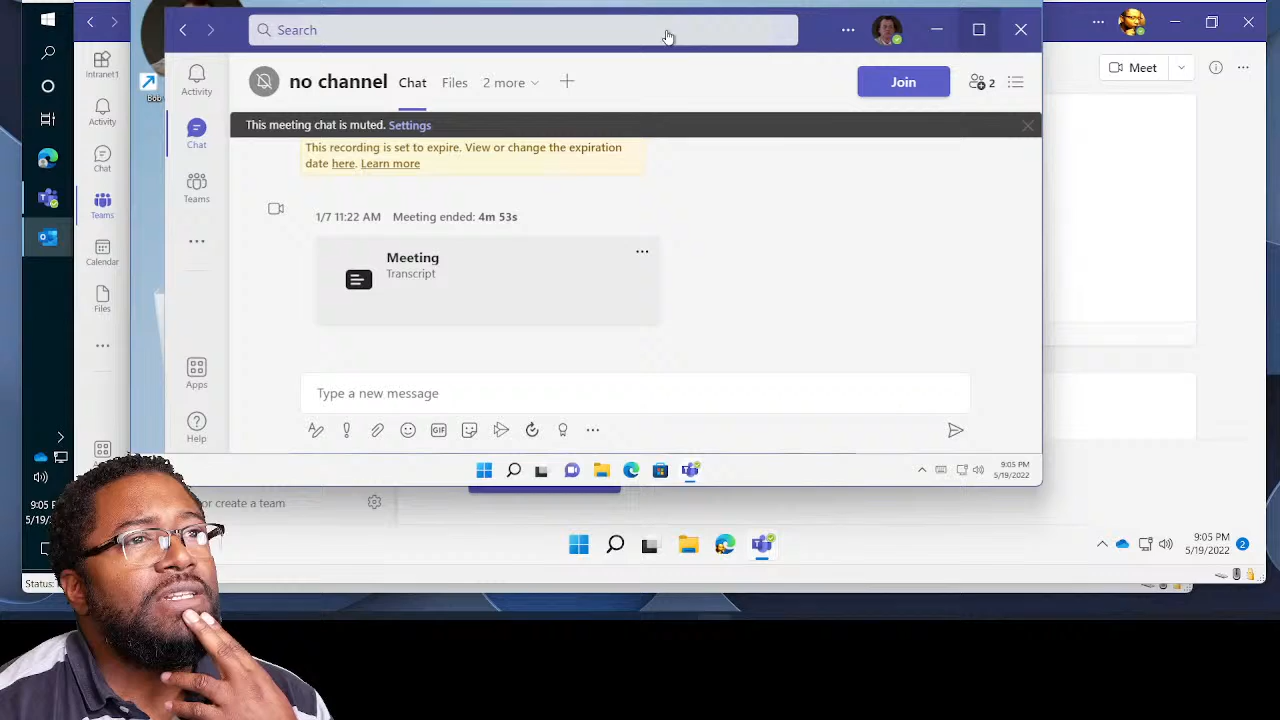 Search
no channel
Chat
Files
2 more
Join
2
This meeting chat is muted. Settings
This recording is set to expire. View or change the expiration
date here. Learn more
1/7 11:22 AM Meeting ended: 4m 53s
Meeting
Transcript
Type a new message
GIF
Activity
Chat
Teams
Apps
Help
9:05 PM
5/19/2022
Intranet1
Activity
Chat
Teams
Calendar
Files
Meet
or create a team
9:05 PM
5/19/2022
2
Status: